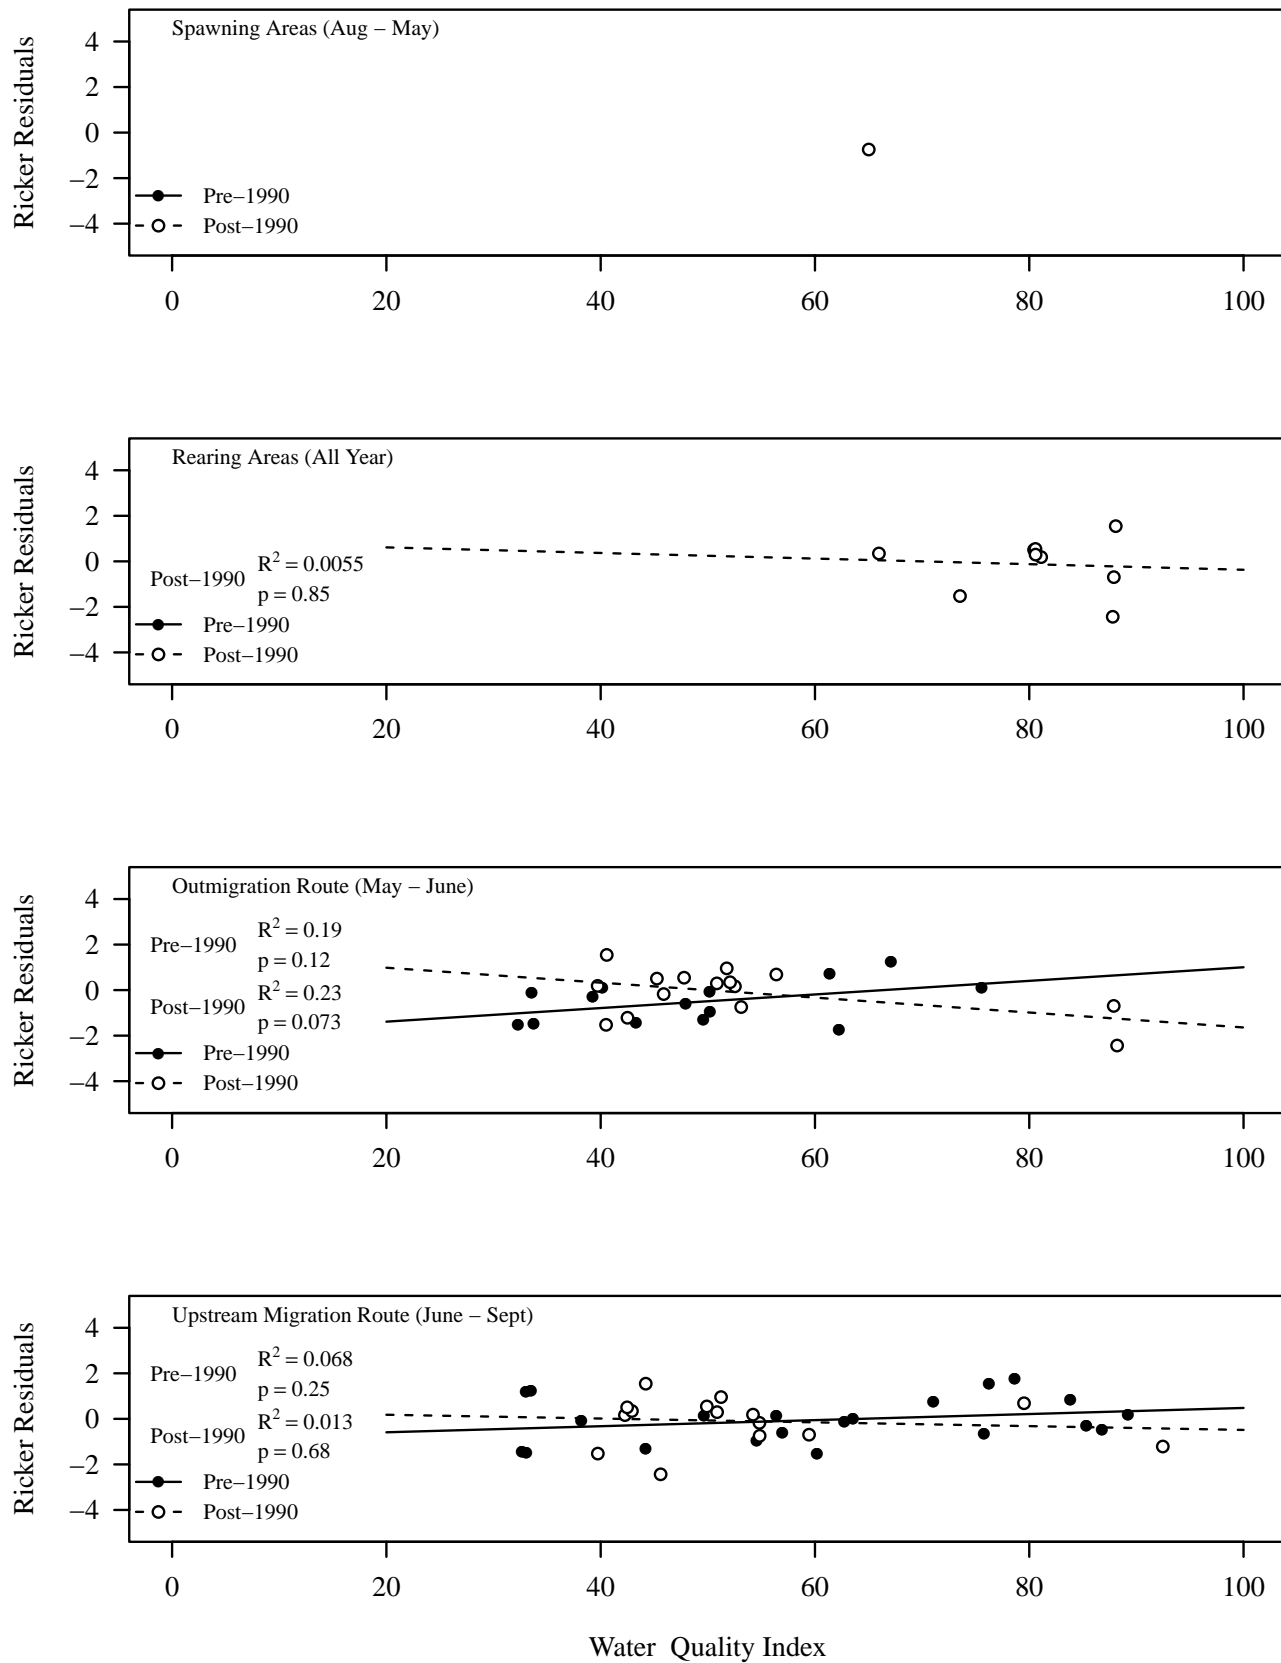 Spawning Areas (Aug – May)
Ricker Residuals
4
2
0
−2
−4
Pre−1990
Post−1990
0 20 40 60 80 100
Rearing Areas (All Year)
Ricker Residuals
4
2
0
−2
−4
Post−1990 R² = 0.0055
p = 0.85
Pre−1990
Post−1990
0 20 40 60 80 100
Outmigration Route (May – June)
Ricker Residuals
4
2
0
−2
−4
Pre−1990 R² = 0.19
p = 0.12
Post−1990 R² = 0.23
p = 0.073
Pre−1990
Post−1990
0 20 40 60 80 100
Upstream Migration Route (June – Sept)
Ricker Residuals
4
2
0
−2
−4
Pre−1990 R² = 0.068
p = 0.25
Post−1990 R² = 0.013
p = 0.68
Pre−1990
Post−1990
0 20 40 60 80 100
Water Quality Index